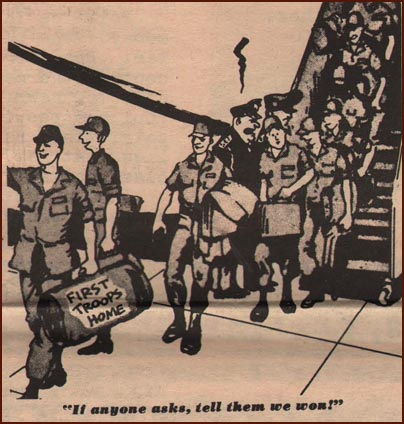 FIRST
TROOPS
HOME
"If anyone asks, tell them we won!"